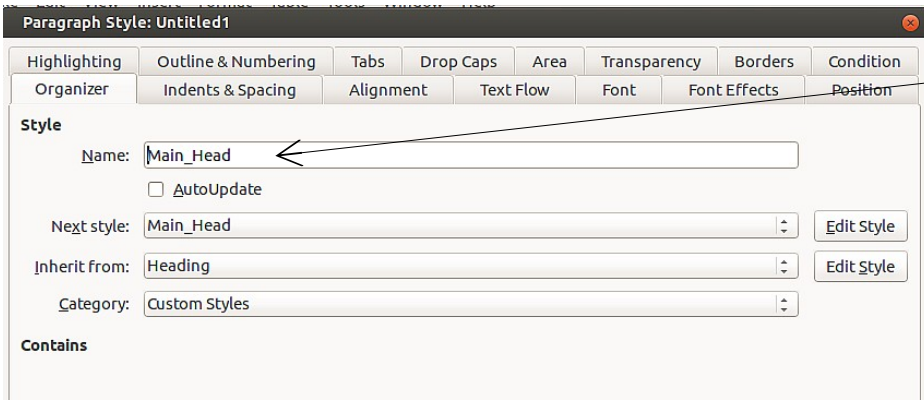 Paragraph Style: Untitled1
Highlighting Outline & Numbering Tabs Drop Caps Area Transparency Borders Condition
Organizer Indents & Spacing Alignment Text Flow Font Font Effects Position
Style
Name: Main_Head
AutoUpdate
Next style: Main_Head Edit Style
Inherit from: Heading Edit Style
Category: Custom Styles
Contains